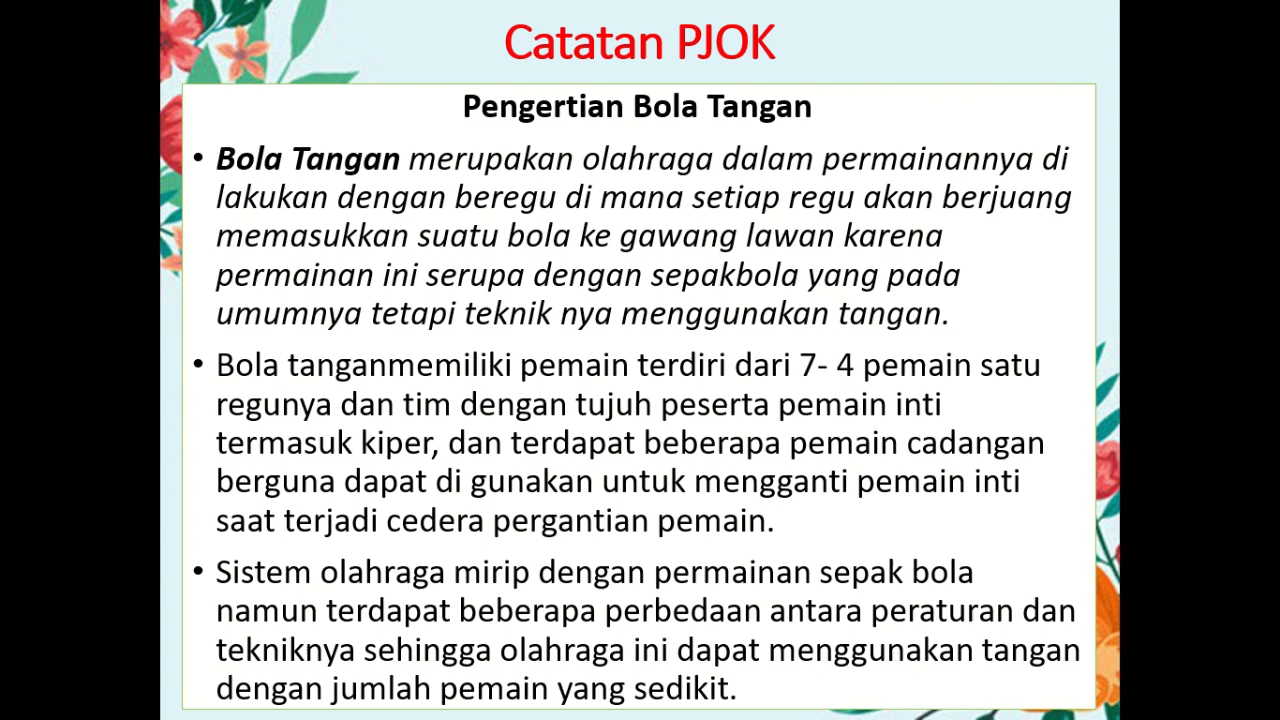 Catatan PJOK
Pengertian Bola Tangan
• Bola Tangan merupakan olahraga dalam permainannya di
lakukan dengan beregu di mana setiap regu akan berjuang
memasukkan suatu bola ke gawang lawan karena
permainan ini serupa dengan sepakbola yang pada
umumnya tetapi teknik nya menggunakan tangan.
• Bola tanganmemiliki pemain terdiri dari 7- 4 pemain satu
regunya dan tim dengan tujuh peserta pemain inti
termasuk kiper, dan terdapat beberapa pemain cadangan
berguna dapat di gunakan untuk mengganti pemain inti
saat terjadi cedera pergantian pemain.
• Sistem olahraga mirip dengan permainan sepak bola
namun terdapat beberapa perbedaan antara peraturan dan
tekniknya sehingga olahraga ini dapat menggunakan tangan
dengan jumlah pemain yang sedikit.